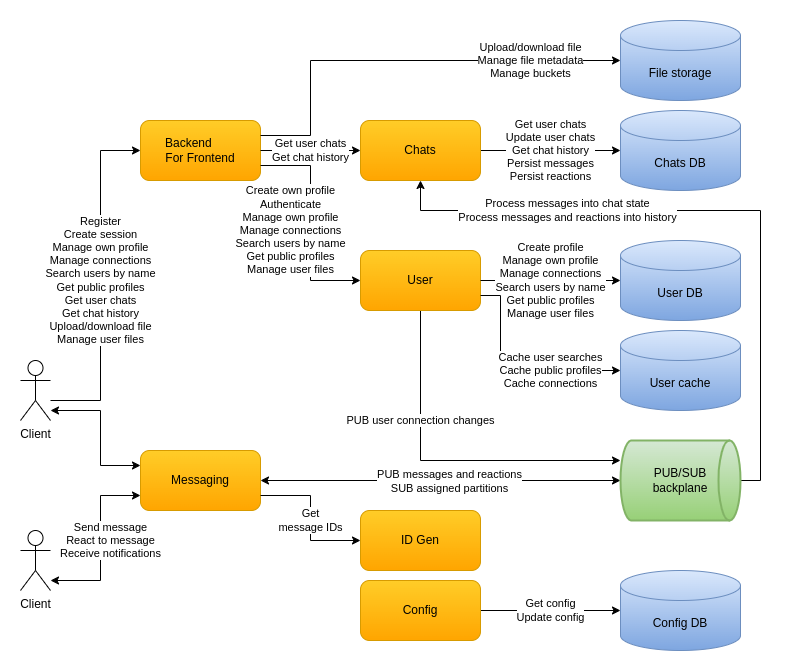 Upload/download file
Manage file metadata
Manage buckets
File storage
Backend
For Frontend
Get user chats
Get chat history
Chats
Get user chats
Update user chats
Get chat history
Persist messages
Persist reactions
Chats DB
Create own profile
Authenticate
Manage own profile
Manage connections
Search users by name
Get public profiles
Manage user files
Process messages into chat state
Process messages and reactions into history
Register
Create session
Manage own profile
Manage connections
Search users by name
Get public profiles
Get user chats
Get chat history
Upload/download file
Manage user files
User
Create profile
Manage own profile
Manage connections
Search users by name
Get public profiles
Manage user files
User DB
Cache user searches
Cache public profiles
Cache connections
User cache
Client
PUB user connection changes
Messaging
PUB messages and reactions
SUB assigned partitions
PUB/SUB
backplane
Send message
React to message
Receive notifications
Get
message IDs
ID Gen
Client
Config
Get config
Update config
Config DB